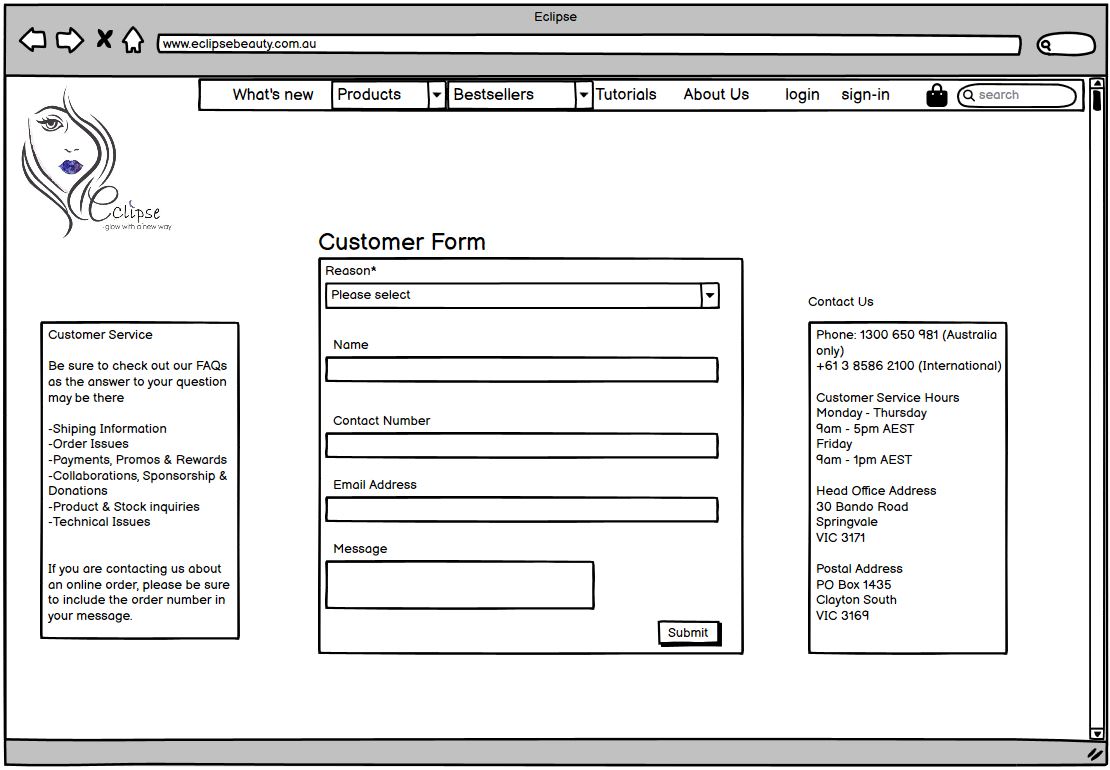 Eclipse
www.eclipsebeauty.com.au
What's new Products Bestsellers Tutorials About Us login sign-in search
Eclipse
-glow with a new way
Customer Form
Reason*
Please select
Name
Contact Number
Email Address
Message
Submit
Customer Service
Be sure to check out our FAQs
as the answer to your question
may be there
-Shiping Information
-Order Issues
-Payments, Promos & Rewards
-Collaborations, Sponsorship &
Donations
-Product & Stock inquiries
-Technical Issues
If you are contacting us about
an online order, please be sure
to include the order number in
your message.
Contact Us
Phone: 1300 650 981 (Australia
only)
+61 3 8586 2100 (International)
Customer Service Hours
Monday - Thursday
9am - 5pm AEST
Friday
9am - 1pm AEST
Head Office Address
30 Bando Road
Springvale
VIC 3171
Postal Address
PO Box 1435
Clayton South
VIC 3169